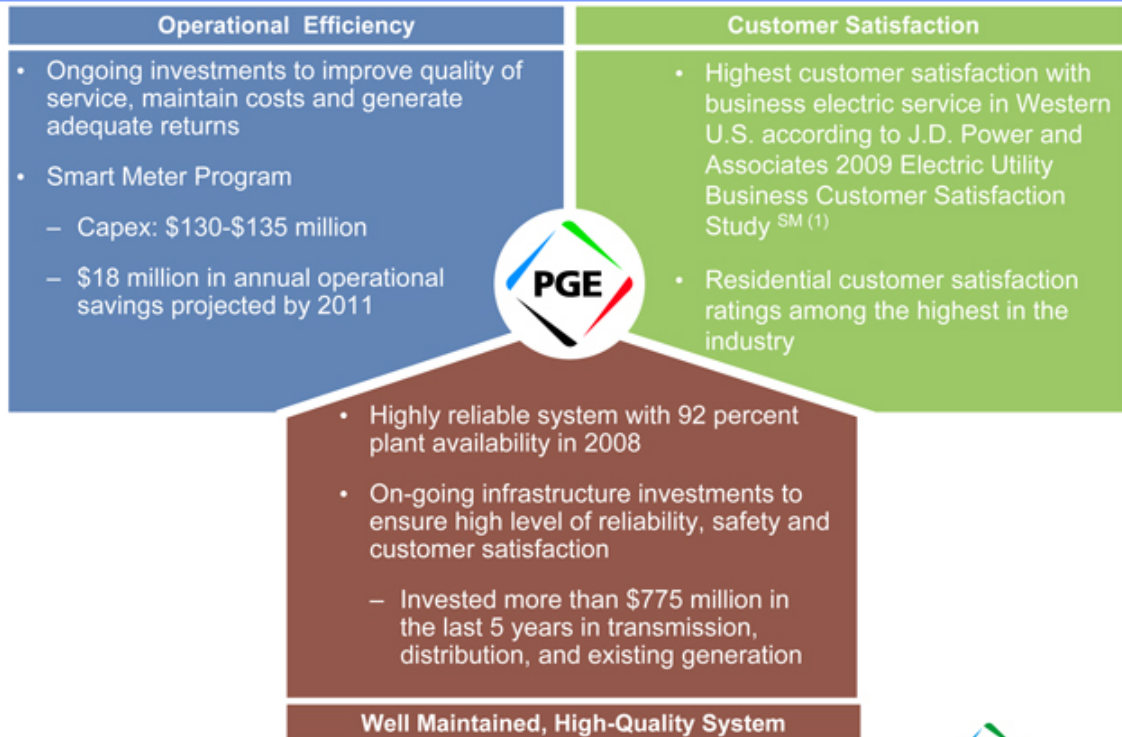 Operational  Efficiency
• Ongoing investments to improve quality of
service, maintain costs and generate
adequate returns
• Smart Meter Program
– Capex: $130-$135 million
– $18 million in annual operational
savings projected by 2011
Customer Satisfaction
• Highest customer satisfaction with
business electric service in Western
U.S. according to J.D. Power and
Associates 2009 Electric Utility
Business Customer Satisfaction
Study SM (1)
• Residential customer satisfaction
ratings among the highest in the
industry
PGE
• Highly reliable system with 92 percent
plant availability in 2008
• On-going infrastructure investments to
ensure high level of reliability, safety and
customer satisfaction
– Invested more than $775 million in
the last 5 years in transmission,
distribution, and existing generation
Well Maintained, High-Quality System